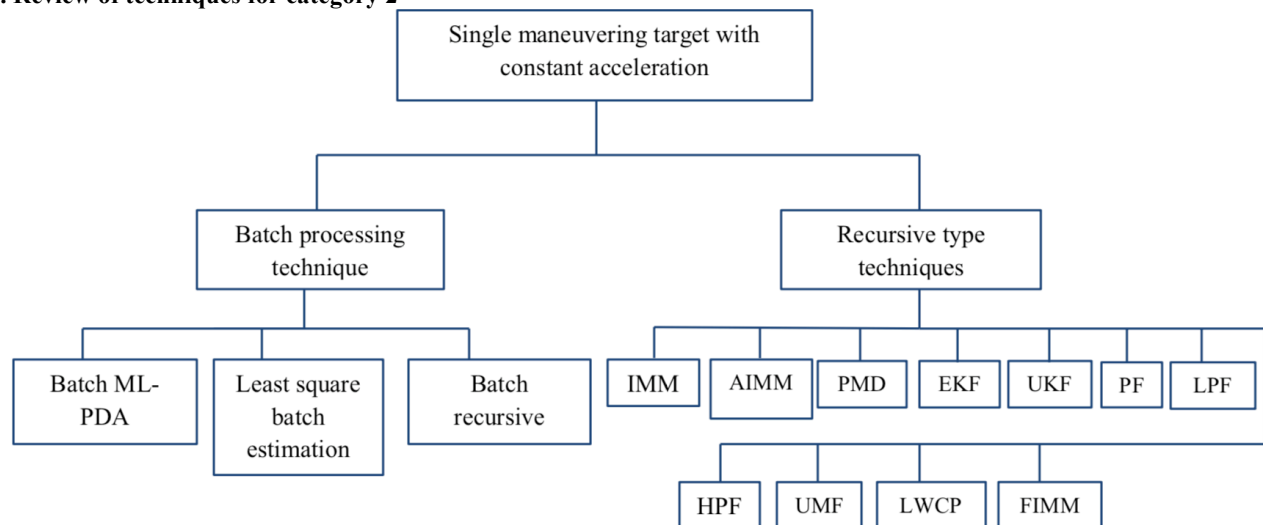 . Review of techniques for category 2
Single maneuvering target with
constant acceleration
Batch processing
technique
Recursive type
techniques
Batch ML-
PDA
Least square
batch
estimation
Batch
recursive
IMM
AIMM
PMD
EKF
UKF
PF
LPF
HPF
UMF
LWCP
FIMM